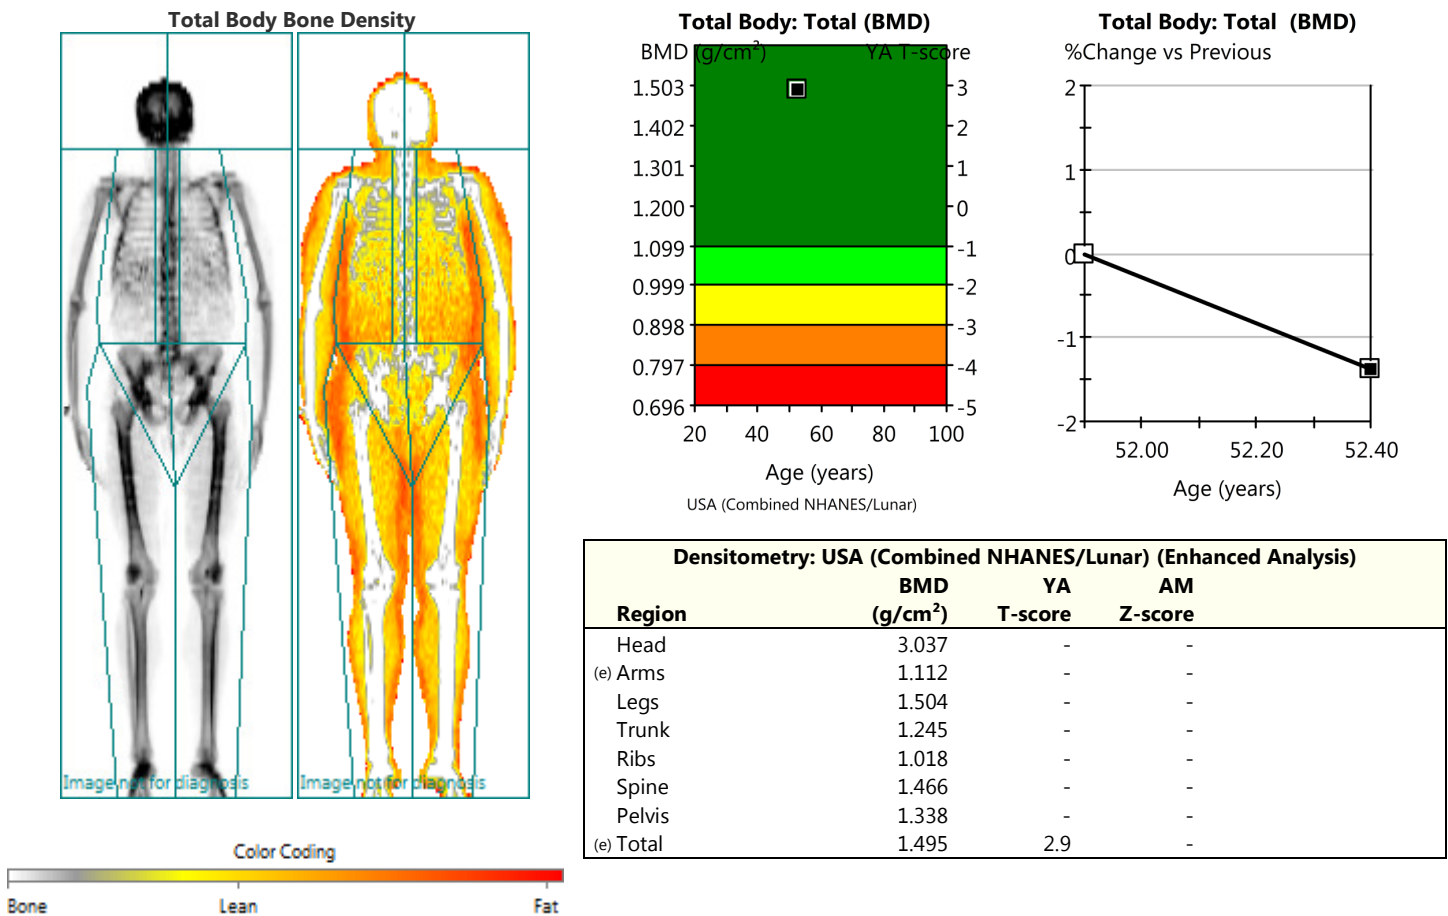 Total Body Bone Density
Image not for diagnosis
Image not for diagnosis
Color Coding
Bone Lean Fat
Total Body: Total (BMD)
BMD (g/cm²) YA T-score
1.503 3
1.402 2
1.301 1
1.200 0
1.099 -1
0.999 -2
0.898 -3
0.797 -4
0.696 -5
20 40 60 80 100
Age (years)
USA (Combined NHANES/Lunar)
Total Body: Total (BMD)
%Change vs Previous
2
1
0
-1
-2
52.00 52.20 52.40
Age (years)
Densitometry: USA (Combined NHANES/Lunar) (Enhanced Analysis)
BMD YA AM
Region (g/cm²) T-score Z-score
Head 3.037 - -
(e) Arms 1.112 - -
Legs 1.504 - -
Trunk 1.245 - -
Ribs 1.018 - -
Spine 1.466 - -
Pelvis 1.338 - -
(e) Total 1.495 2.9 -